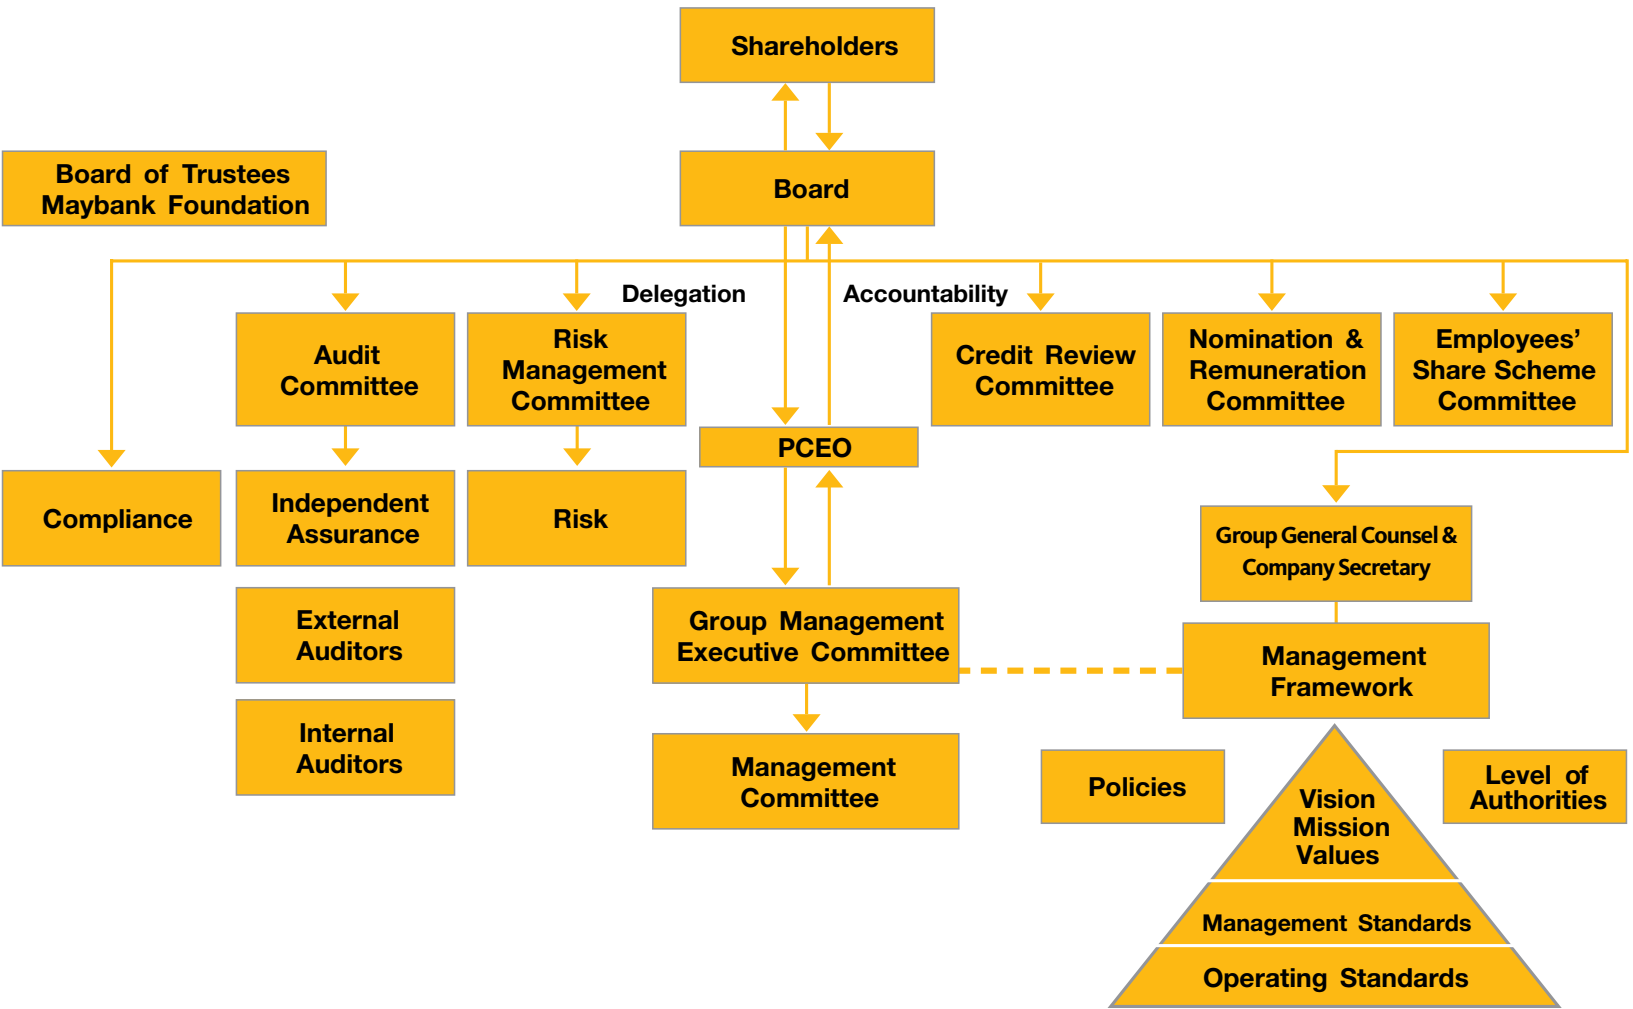 Shareholders
Board of Trustees
Maybank Foundation
Board
Delegation
Accountability
Audit
Committee
Risk
Management
Committee
Credit Review
Committee
Nomination &
Remuneration
Committee
Employees’
Share Scheme
Committee
PCEO
Compliance
Independent
Assurance
Risk
Group General Counsel &
Company Secretary
External
Auditors
Group Management
Executive Committee
Management
Framework
Internal
Auditors
Management
Committee
Policies
Level of
Authorities
Vision
Mission
Values
Management Standards
Operating Standards